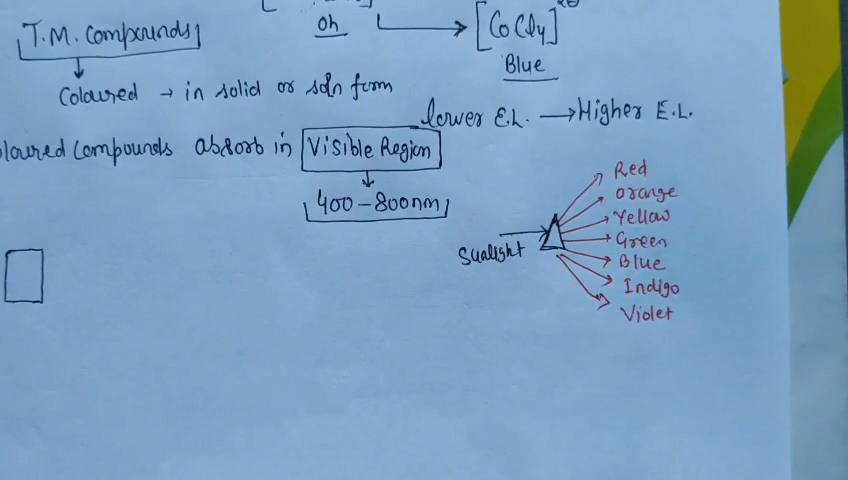 Oh → [CoCl4]2⊖
T.M. Compounds
Blue
Coloured → in solid or soln form
lower E.L. → Higher E.L.
loured Compounds absorb in Visible Region
400-800nm
Red
Orange
Yellow
Green
Blue
Indigo
Violet
Sunlight